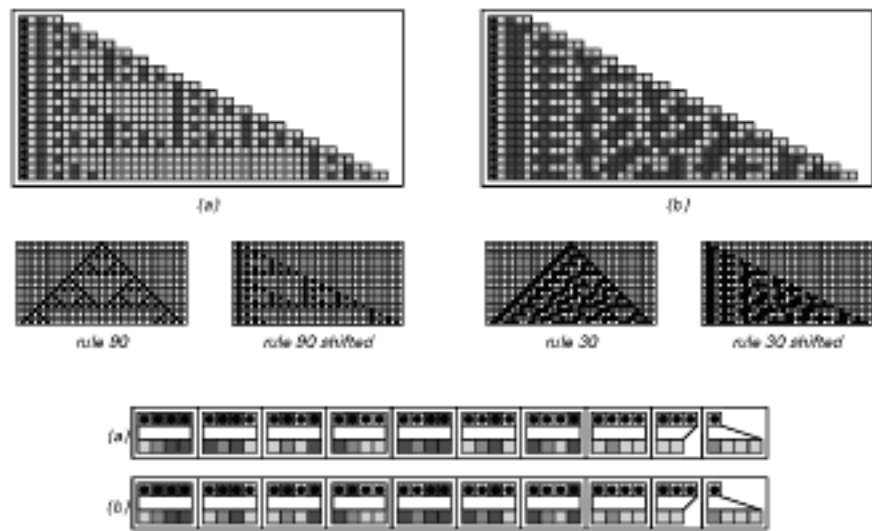 (a)
(b)
rule 90
rule 90 shifted
rule 30
rule 30 shifted
(a)
(b)